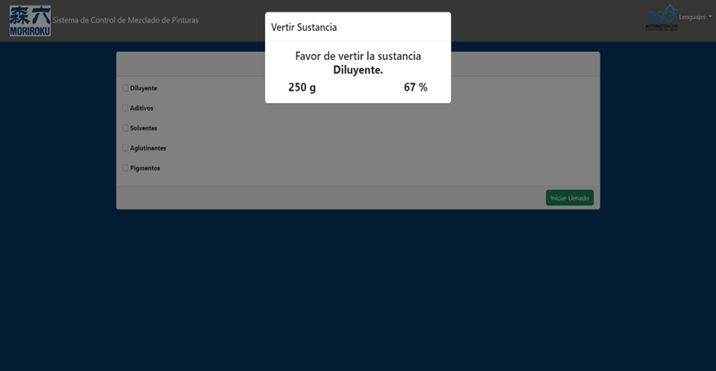 森六
MORIROKU
Sistema de Control de Mezclado de Pinturas
Lenguajes
Vertir Sustancia
Favor de vertir la sustancia
Diluyente.
250 g 67 %
Diluyente
Aditivos
Solventes
Aglutinantes
Pigmentos
Iniciar Llenado